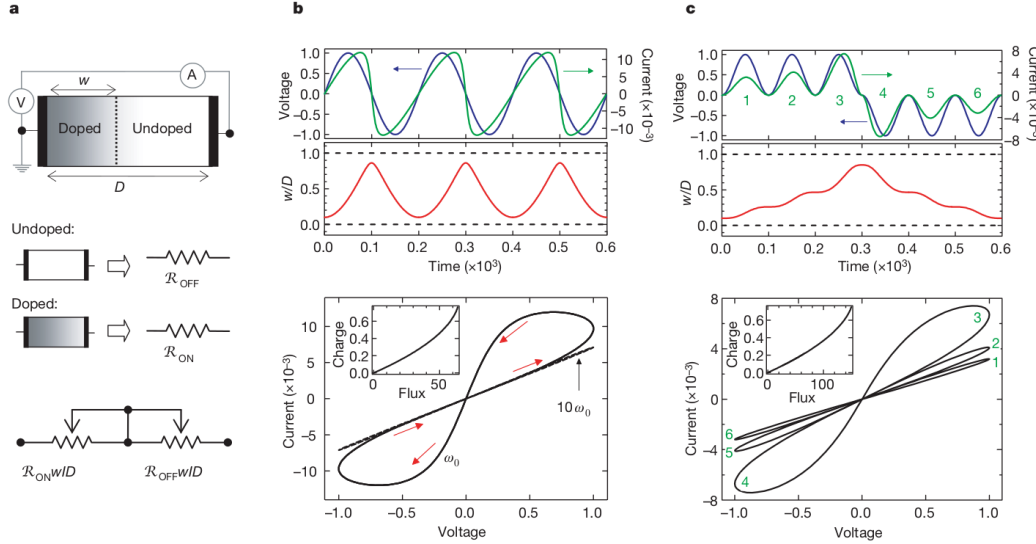 a
V
A
w
Doped
Undoped
D
Undoped:
ℛOFF
Doped:
ℛON
ℛONw/D
ℛOFFw/D
b
Voltage
1.0
0.5
0.0
−0.5
−1.0
Current (×10−3)
10
5
0
−5
−10
w/D
1.0
0.5
0.0
0.0 0.1 0.2 0.3 0.4 0.5 0.6
Time (×10³)
Current (×10−3)
10
5
0
−5
−10
Charge
0.6
0.4
0.2
0.0
0 50
Flux
10 ω0
ω0
−1.0 −0.5 0.0 0.5 1.0
Voltage
c
Voltage
1.0
0.5
0.0
−0.5
−1.0
1 2 3 4 5 6
Current (×10−3)
8
4
0
−4
−8
w/D
1.0
0.5
0.0
0.0 0.1 0.2 0.3 0.4 0.5 0.6
Time (×10³)
Current (×10−3)
8
4
0
−4
−8
Charge
0.6
0.4
0.2
0.0
0 100
Flux
3
2
1
6
5
4
−1.0 −0.5 0.0 0.5 1.0
Voltage